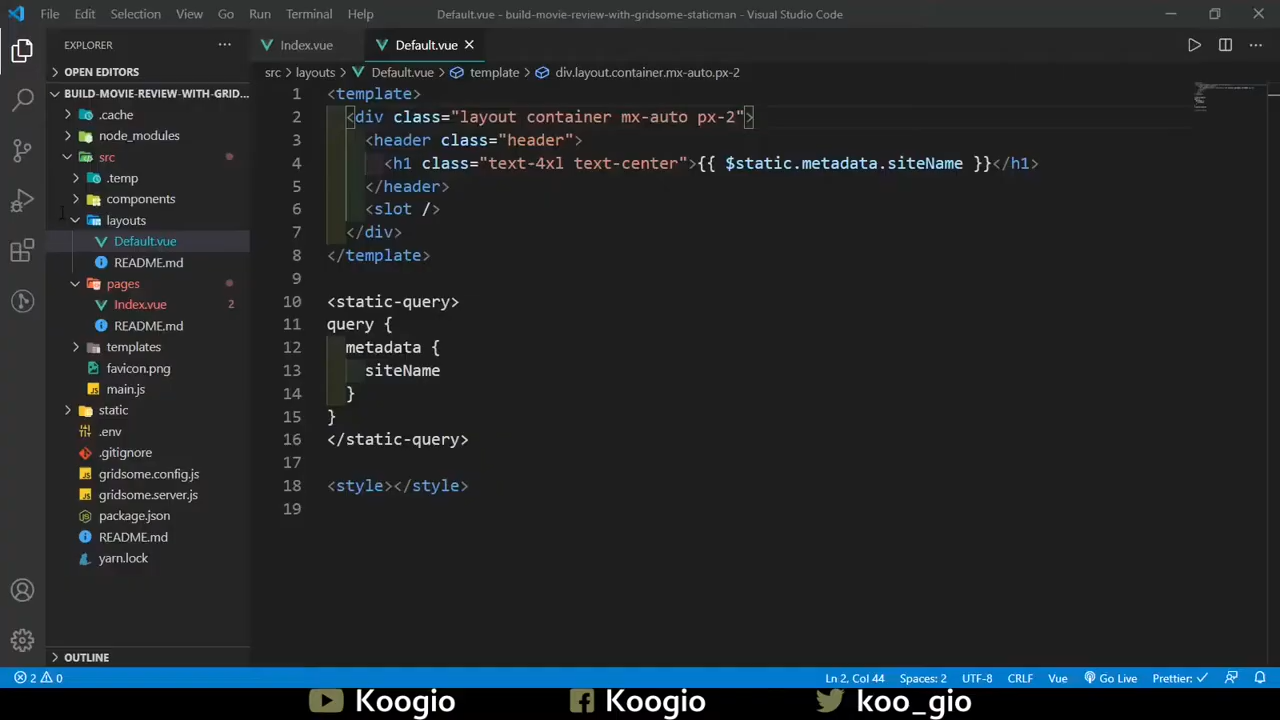 File Edit Selection View Go Run Terminal Help Default.vue - build-movie-review-with-gridsome-staticman - Visual Studio Code
EXPLORER
Index.vue Default.vue
OPEN EDITORS
src > layouts > Default.vue > template > div.layout.container.mx-auto.px-2
BUILD-MOVIE-REVIEW-WITH-GRID...
.cache
node_modules
src
.temp
components
layouts
Default.vue
README.md
pages
Index.vue 2
README.md
templates
favicon.png
main.js
static
.env
.gitignore
gridsome.config.js
gridsome.server.js
package.json
README.md
yarn.lock
OUTLINE
1 <template>
2 <div class="layout container mx-auto px-2">
3 <header class="header">
4 <h1 class="text-4xl text-center">{{ $static.metadata.siteName }}</h1>
5 </header>
6 <slot />
7 </div>
8 </template>
9
10 <static-query>
11 query {
12 metadata {
13 siteName
14 }
15 }
16 </static-query>
17
18 <style></style>
19
2 0 Ln 2, Col 44 Spaces: 2 UTF-8 CRLF Vue Go Live Prettier: ✓
Koogio Koogio koo_gio